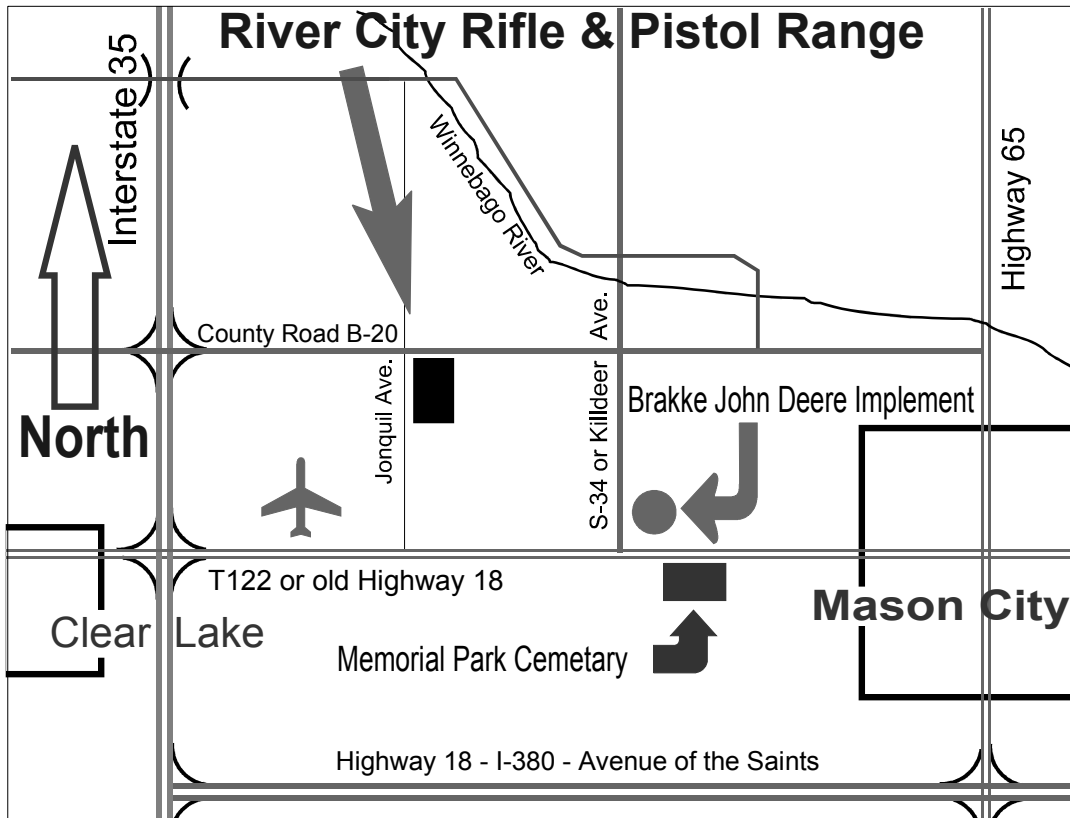 River City Rifle & Pistol Range
Interstate 35
Winnebago River
Highway 65
County Road B-20
Jonquil Ave.
S-34 or Killdeer Ave.
Brakke John Deere Implement
North
T122 or old Highway 18
Clear Lake
Mason City
Memorial Park Cemetary
Highway 18 - I-380 - Avenue of the Saints